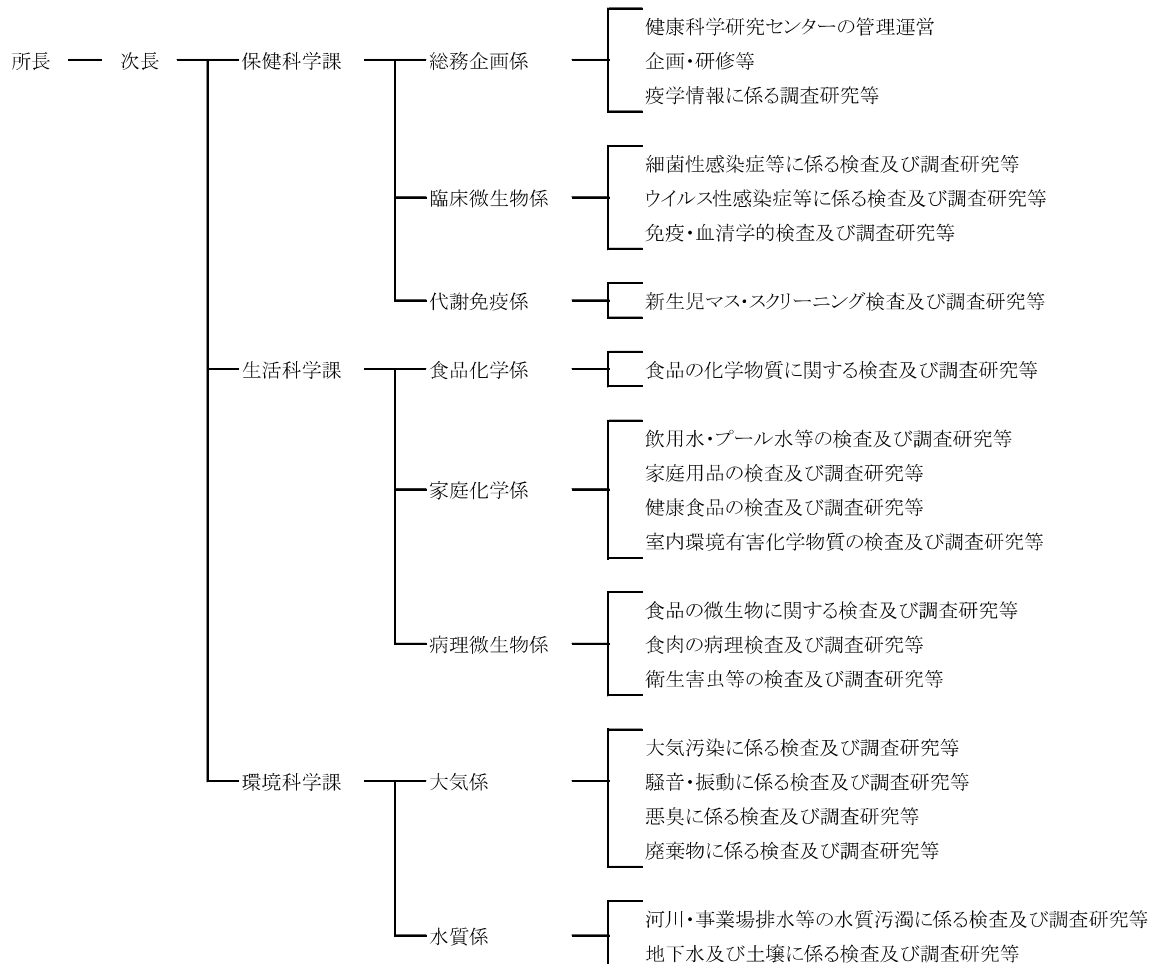 健康科学研究センターの管理運営
所長 次長 保健科学課 総務企画係 企画・研修等
疫学情報に係る調査研究等
細菌性感染症等に係る検査及び調査研究等
臨床微生物係 ウイルス性感染症等に係る検査及び調査研究等
免疫・血清学的検査及び調査研究等
代謝免疫係 新生児マス・スクリーニング検査及び調査研究等
生活科学課 食品化学係 食品の化学物質に関する検査及び調査研究等
飲用水・プール水等の検査及び調査研究等
家庭用品の検査及び調査研究等
家庭化学係
健康食品の検査及び調査研究等
室内環境有害化学物質の検査及び調査研究等
食品の微生物に関する検査及び調査研究等
病理微生物係 食肉の病理検査及び調査研究等
衛生害虫等の検査及び調査研究等
大気汚染に係る検査及び調査研究等
環境科学課 大気係 騒音・振動に係る検査及び調査研究等
悪臭に係る検査及び調査研究等
廃棄物に係る検査及び調査研究等
河川・事業場排水等の水質汚濁に係る検査及び調査研究等
水質係
地下水及び土壌に係る検査及び調査研究等